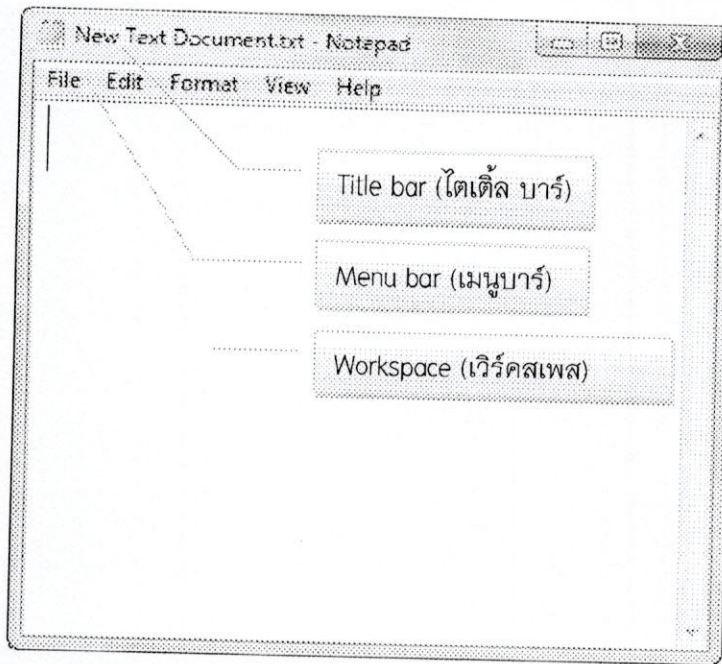 New Text Document.txt - Notepad
File Edit Format View Help
Title bar (ไตเติ้ล บาร์)
Menu bar (เมนูบาร์)
Workspace (เวิร์คสเพส)